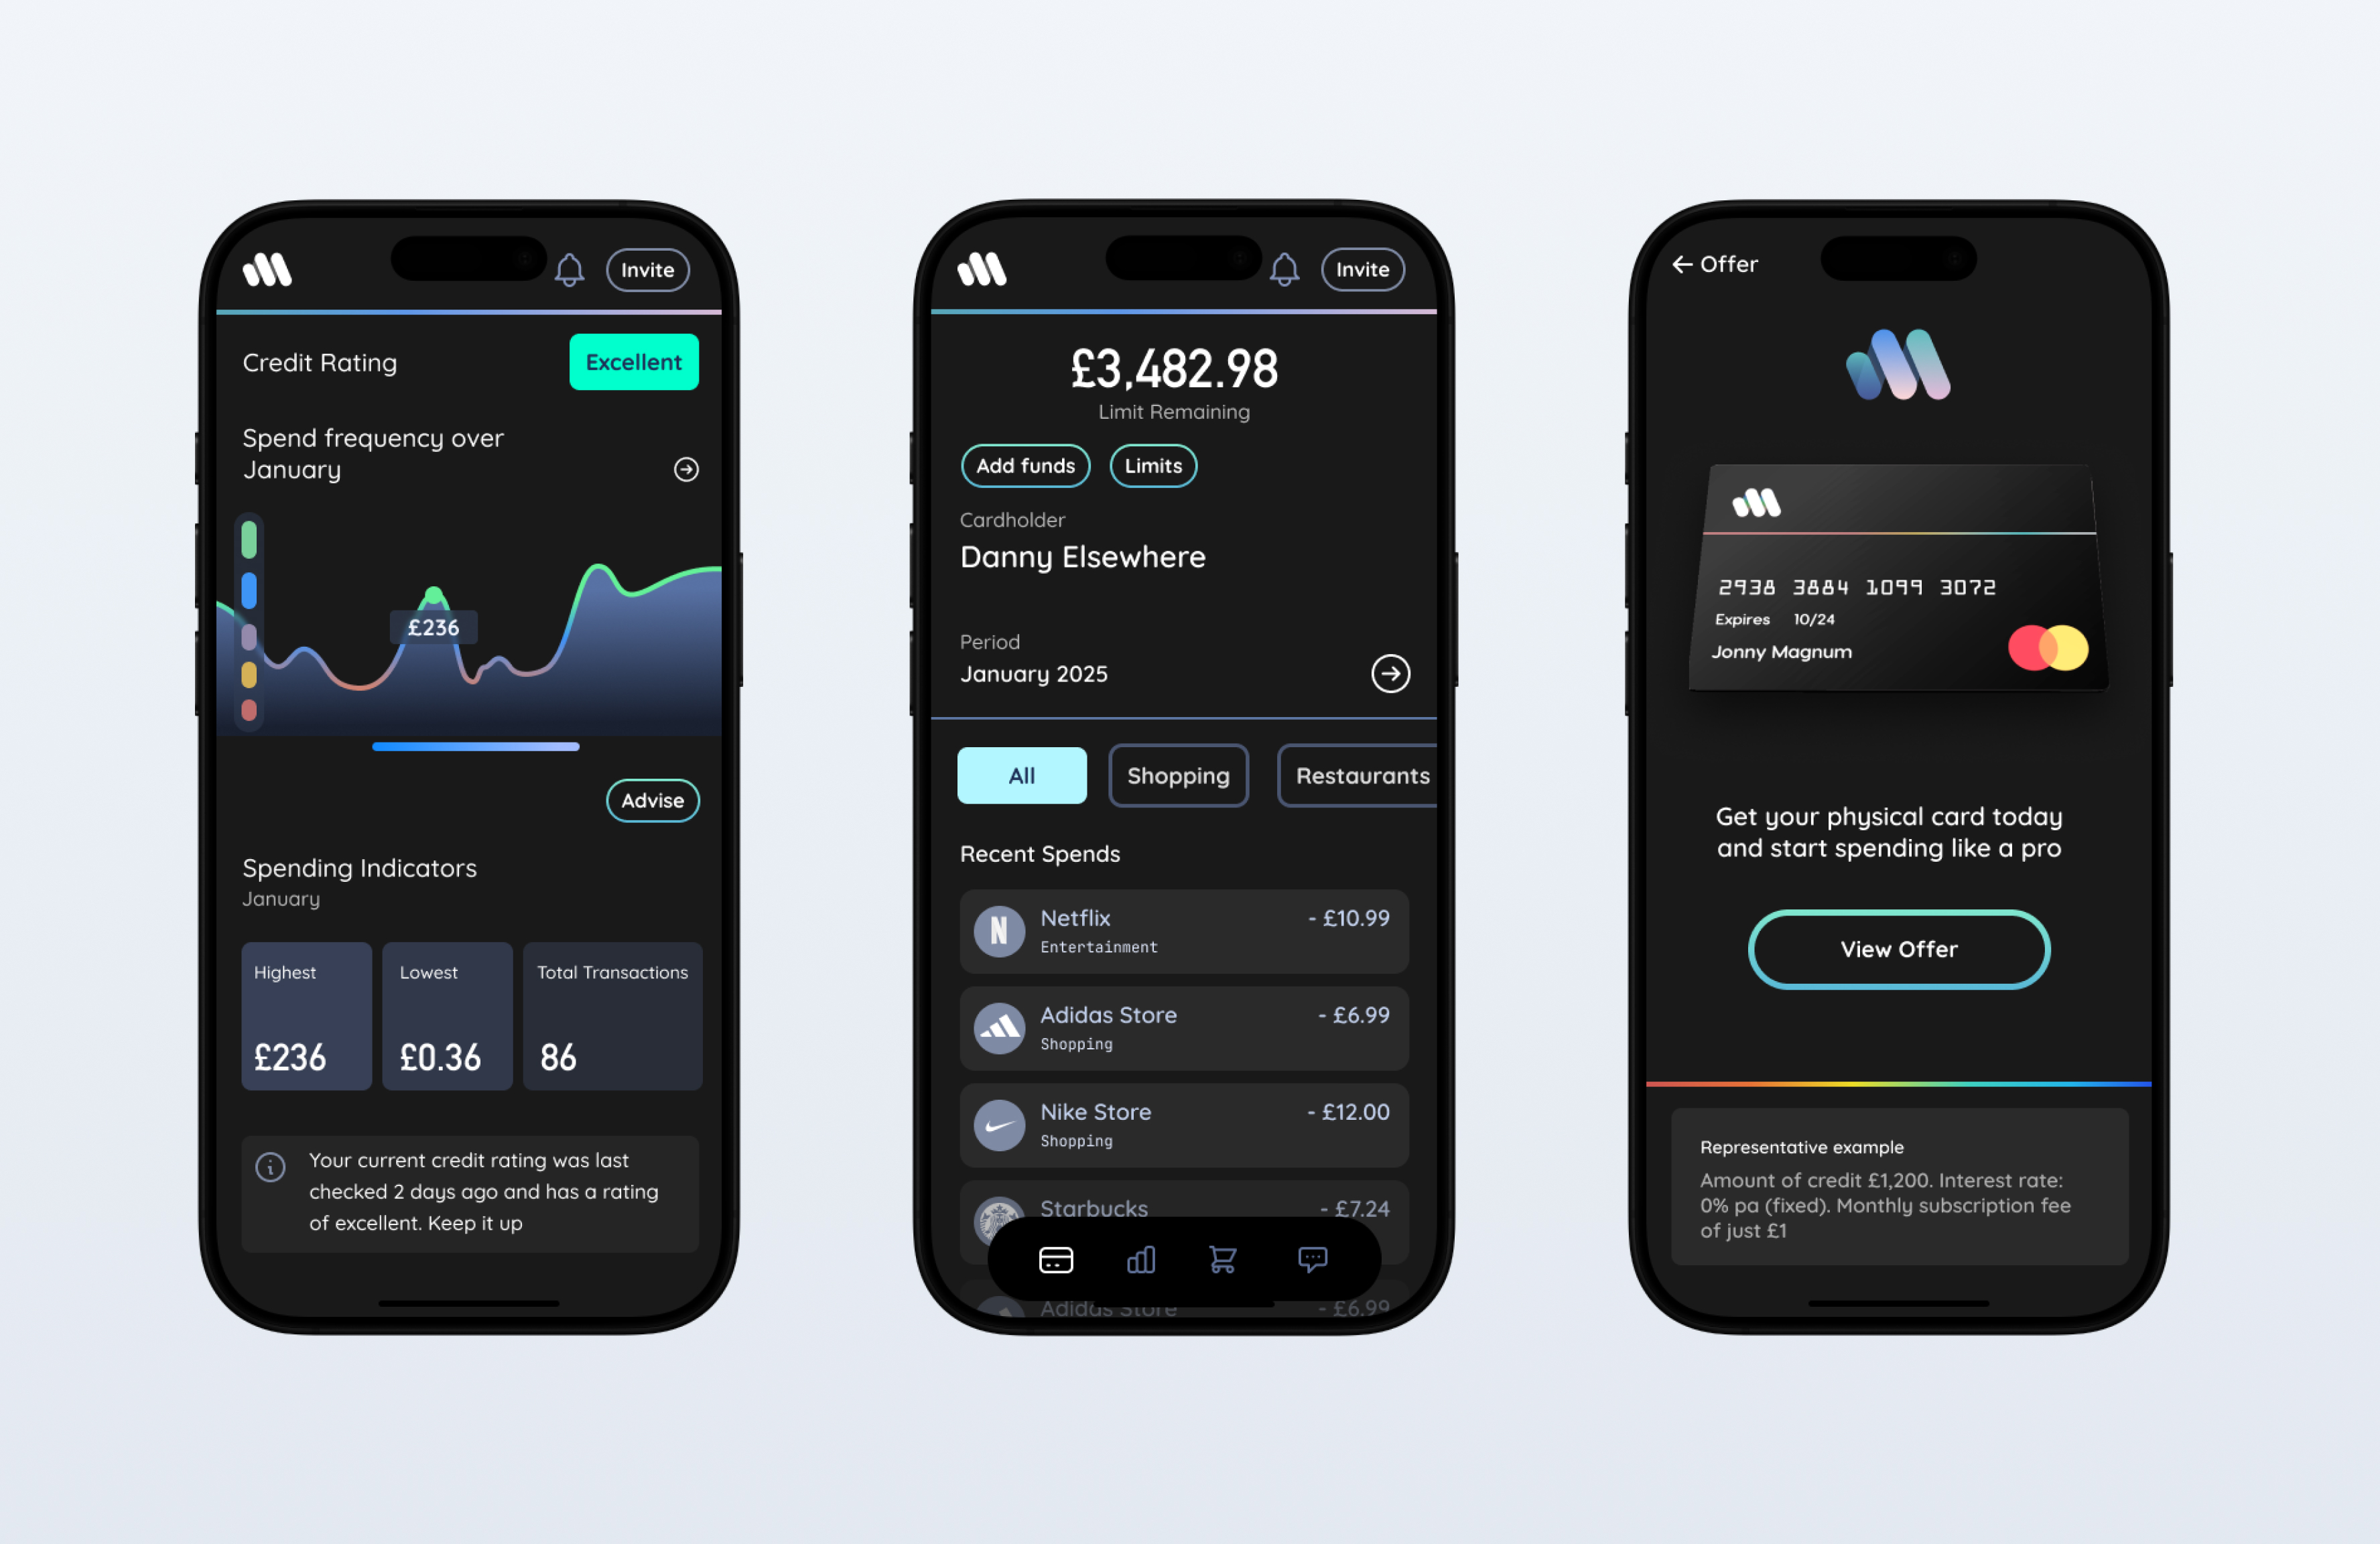 Invite
Credit Rating
Excellent
Spend frequency over
January
£236
Advise
Spending Indicators
January
Highest
Lowest
Total Transactions
£236
£0.36
86
Your current credit rating was last
checked 2 days ago and has a rating
of excellent. Keep it up
Invite
£3,482.98
Limit Remaining
Add funds
Limits
Cardholder
Danny Elsewhere
Period
January 2025
All
Shopping
Restaurants
Recent Spends
N
Netflix
- £10.99
Entertainment
Adidas Store
- £6.99
Shopping
Nike Store
- £12.00
Shopping
Starbucks
- £7.24
Adidas Store
- £6.99
← Offer
2938 3884 1099 3072
Expires 10/24
Jonny Magnum
Get your physical card today
and start spending like a pro
View Offer
Representative example
Amount of credit £1,200. Interest rate:
0% pa (fixed). Monthly subscription fee
of just £1